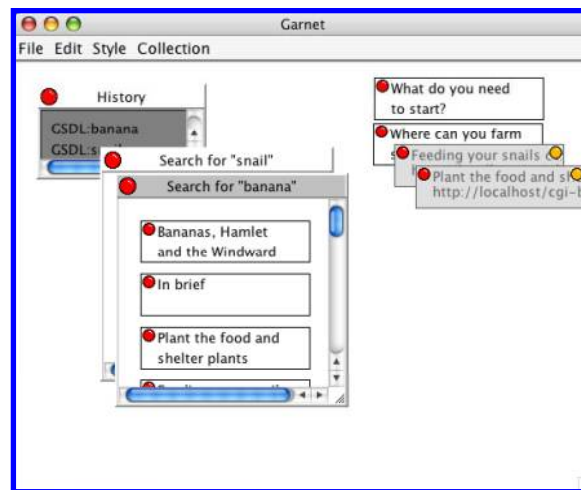 Garnet
File Edit Style Collection
History
GSDL:banana
Search for "snail"
Search for "banana"
Bananas, Hamlet
and the Windward
In brief
Plant the food and
shelter plants
What do you need
to start?
Where can you farm
Feeding your snails
Plant the food and
http://localhost/cgi-b